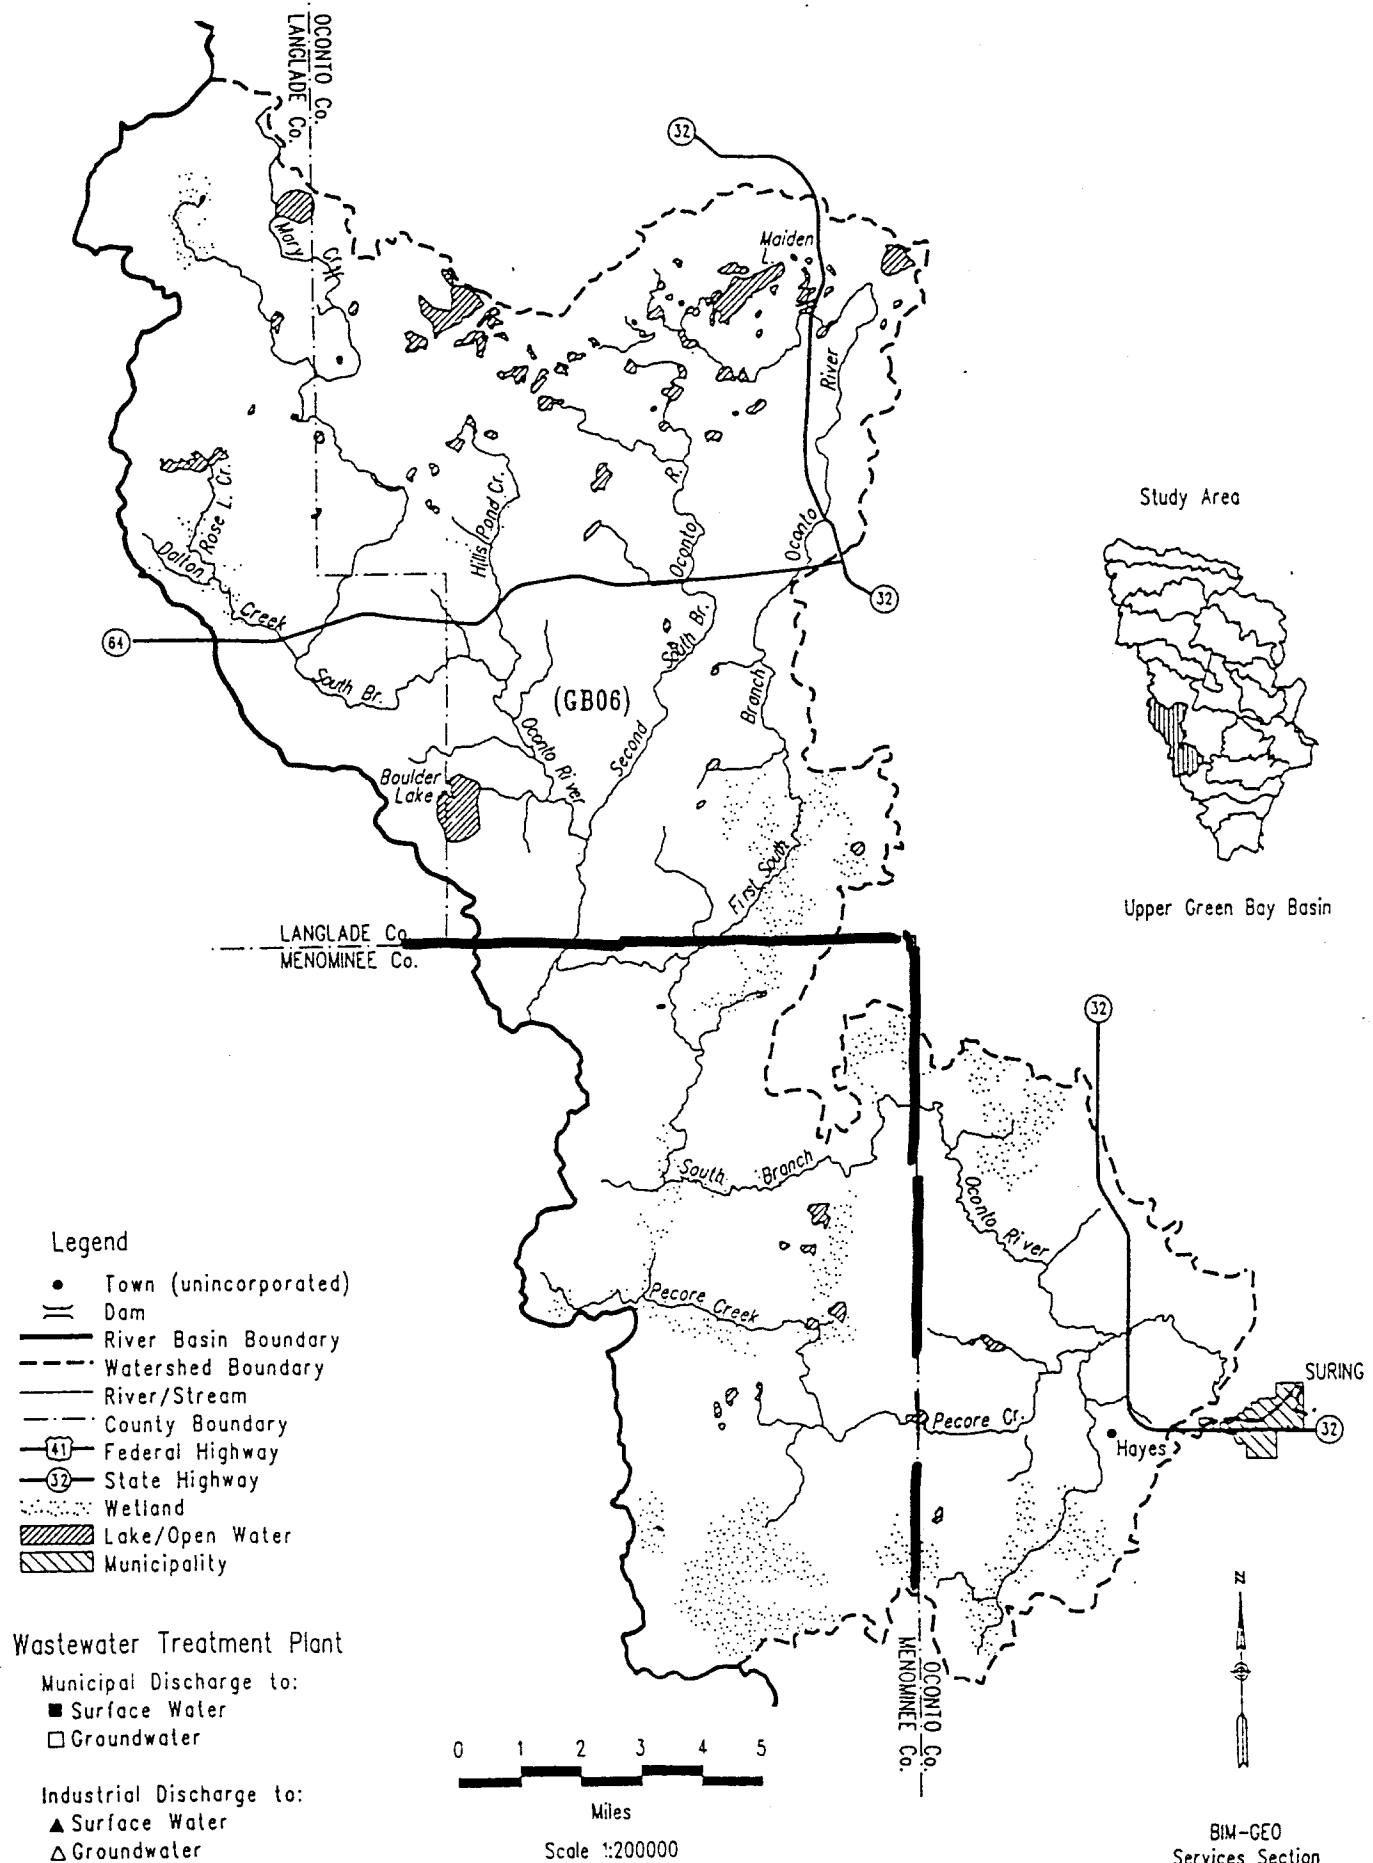 OCONTO Co.
LANGLADE Co.
32
Maiden
L.
Mary
Cr.
River
Rose L. Cr.
Hills Pond Cr.
R.
Oconto
Oconto
Dalton
Creek
64
32
South Br.
South Br.
(GB06)
Branch
Oconto River
Second
Boulder
Lake
First South
LANGLADE Co.
MENOMINEE Co.
Study Area
Upper Green Bay Basin
32
South Branch
Oconto River
Pecore Creek
Pecore Cr.
Hayes
SURING
32
Legend
Town (unincorporated)
Dam
River Basin Boundary
Watershed Boundary
River/Stream
County Boundary
41 Federal Highway
32 State Highway
Wetland
Lake/Open Water
Municipality
Wastewater Treatment Plant
Municipal Discharge to:
Surface Water
Groundwater
Industrial Discharge to:
Surface Water
Groundwater
OCONTO Co.
MENOMINEE Co.
0 1 2 3 4 5
Miles
Scale 1:200000
N
BIM-GEO
Services Section